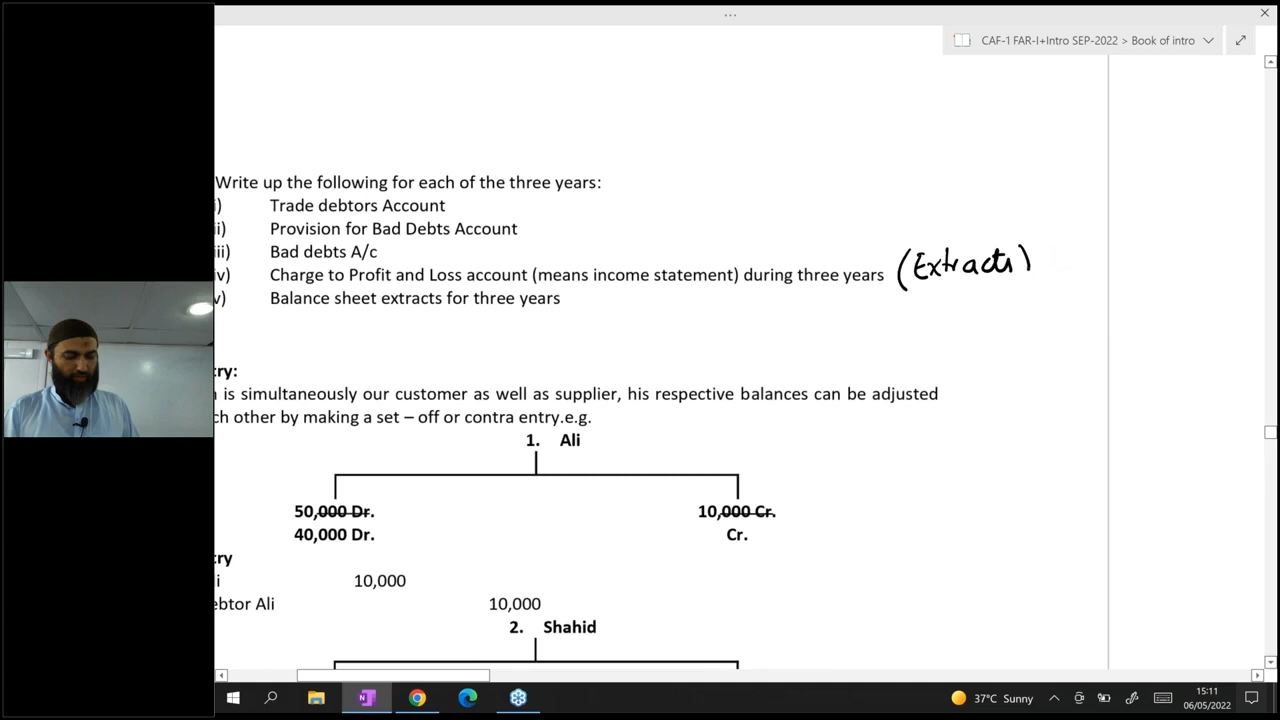 CAF-1 FAR-I+Intro SEP-2022 > Book of intro
Write up the following for each of the three years:
i) Trade debtors Account
ii) Provision for Bad Debts Account
iii) Bad debts A/c
iv) Charge to Profit and Loss account (means income statement) during three years (Extracts)
v) Balance sheet extracts for three years
ry:
is simultaneously our customer as well as supplier, his respective balances can be adjusted
ch other by making a set – off or contra entry.e.g.
1. Ali
50,000 Dr. 10,000 Cr.
40,000 Dr. Cr.
try
i 10,000
ebtor Ali 10,000
2. Shahid
37°C Sunny
15:11
06/05/2022